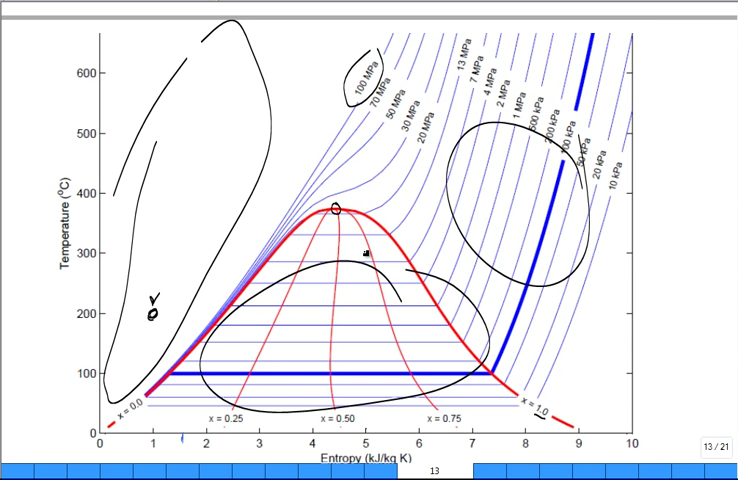 600
500
400
300
200
100
0
Temperature (°C)
100 MPa
70 MPa
50 MPa
30 MPa
20 MPa
13 MPa
7 MPa
4 MPa
2 MPa
1 MPa
500 kPa
200 kPa
100 kPa
50 kPa
20 kPa
10 kPa
x = 0.0
x = 0.25
x = 0.50
x = 0.75
x = 1.0
0 1 2 3 4 5 6 7 8 9 10
Entropy (kJ/kg K)
13 / 21
13